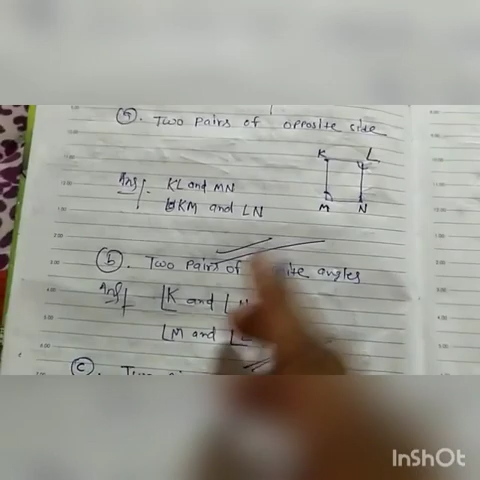 (a). Two pairs of opposite side
K L
M N
Ans KL and MN
KM and LN
(b). Two pairs of angles
Ans ∠K and
∠M and ∠L
(c).
InShOt